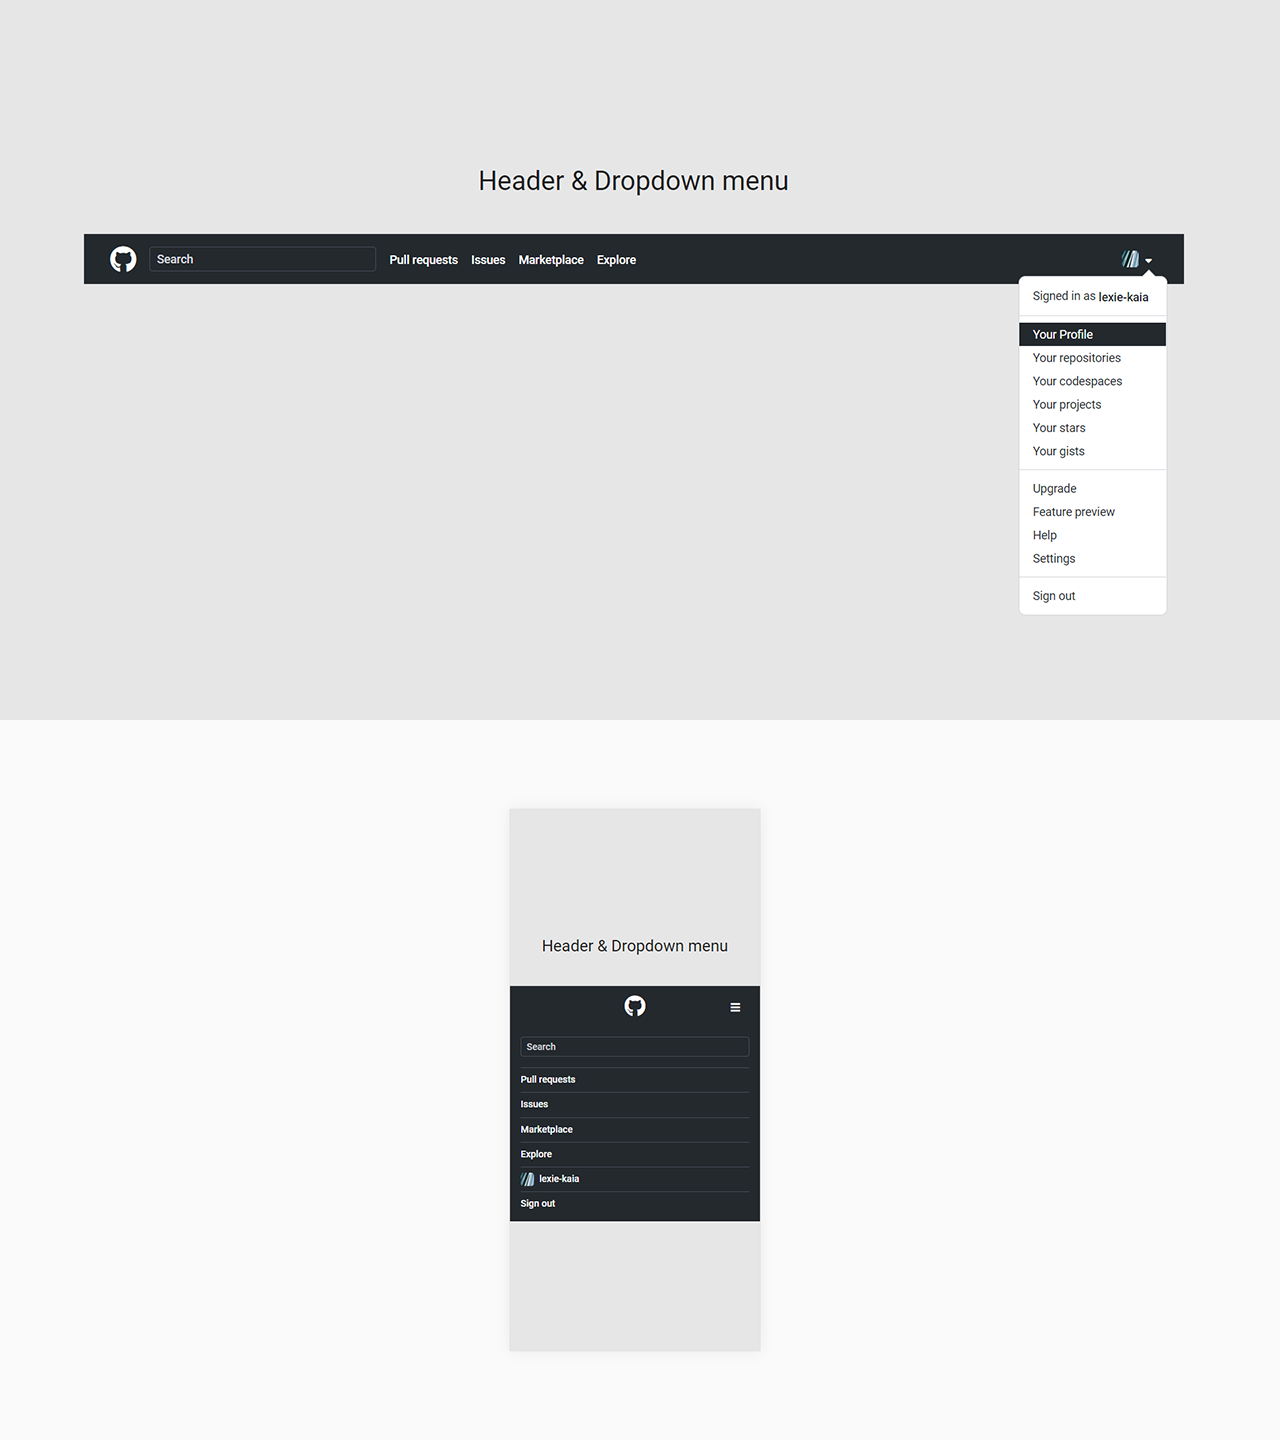 Header & Dropdown menu
Search Pull requests Issues Marketplace Explore
Signed in as lexie-kaia
Your Profile
Your repositories
Your codespaces
Your projects
Your stars
Your gists
Upgrade
Feature preview
Help
Settings
Sign out
Header & Dropdown menu
Search
Pull requests
Issues
Marketplace
Explore
lexie-kaia
Sign out